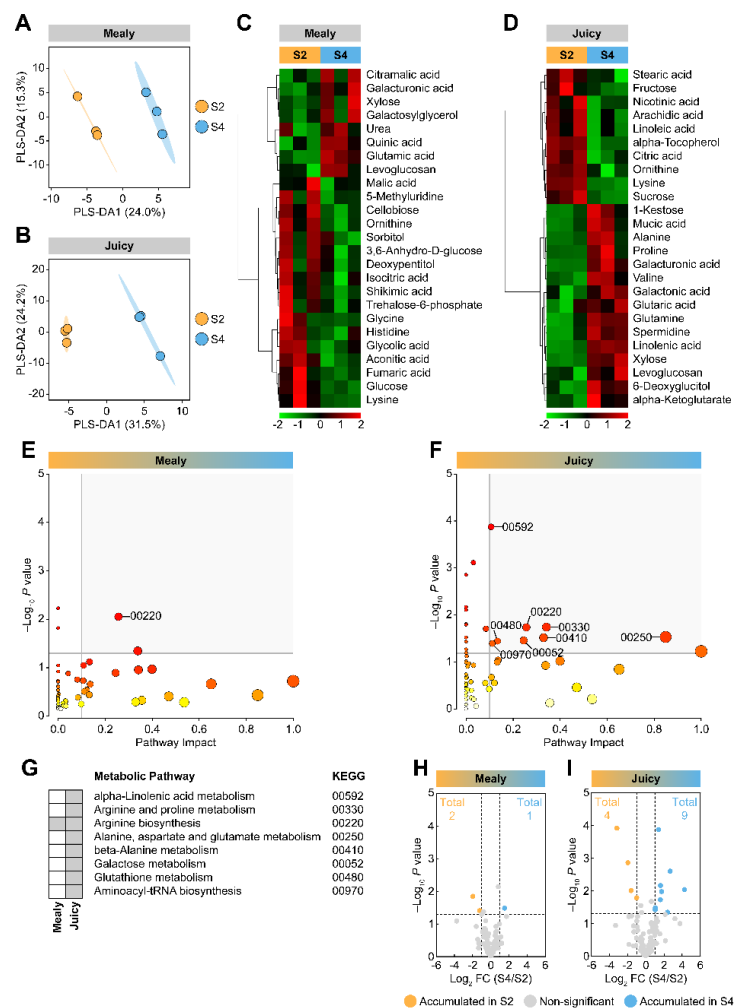 A
Mealy
PLS-DA2 (15.3%)
10
5
0
-5
-10
-5
0
5
PLS-DA1 (24.0%)
S2
S4
B
Juicy
PLS-DA2 (24.2%)
20
10
0
-10
-20
-5
0
5
10
PLS-DA1 (31.5%)
S2
S4
C
Mealy
S2 S4
Citramalic acid
Galacturonic acid
Xylose
Galactosylglycerol
Urea
Quinic acid
Glutamic acid
Levoglucosan
Malic acid
5-Methyluridine
Cellobiose
Ornithine
Sorbitol
3,6-Anhydro-D-glucose
Deoxypentitol
Isocitric acid
Shikimic acid
Trehalose-6-phosphate
Glycine
Histidine
Glycolic acid
Aconitic acid
Fumaric acid
Glucose
Lysine
-2 -1 0 1 2
D
Juicy
S2 S4
Stearic acid
Fructose
Nicotinic acid
Arachidic acid
Linoleic acid
alpha-Tocopherol
Citric acid
Ornithine
Lysine
Sucrose
1-Kestose
Mucic acid
Alanine
Proline
Galacturonic acid
Valine
Galactonic acid
Glutaric acid
Glutamine
Spermidine
Linolenic acid
Xylose
Levoglucosan
6-Deoxyglucitol
alpha-Ketoglutarate
-2 -1 0 1 2
E
Mealy
–Log10 P value
5
4
3
2
1
0
00220
0.0 0.2 0.4 0.6 0.8 1.0
Pathway Impact
F
Juicy
–Log10 P value
5
4
3
2
1
0
00592
00220
00480
00330
00410
00250
00970
00052
0.0 0.2 0.4 0.6 0.8 1.0
Pathway Impact
G
Metabolic Pathway KEGG
alpha-Linolenic acid metabolism 00592
Arginine and proline metabolism 00330
Arginine biosynthesis 00220
Alanine, aspartate and glutamate metabolism 00250
beta-Alanine metabolism 00410
Galactose metabolism 00052
Glutathione metabolism 00480
Aminoacyl-tRNA biosynthesis 00970
Mealy
Juicy
H
Mealy
Total
2
Total
1
–Log10 P value
5
4
3
2
1
0
-6 -4 -2 0 2 4 6
Log2 FC (S4/S2)
I
Juicy
Total
4
Total
9
–Log10 P value
5
4
3
2
1
0
-6 -4 -2 0 2 4 6
Log2 FC (S4/S2)
Accumulated in S2
Non-significant
Accumulated in S4